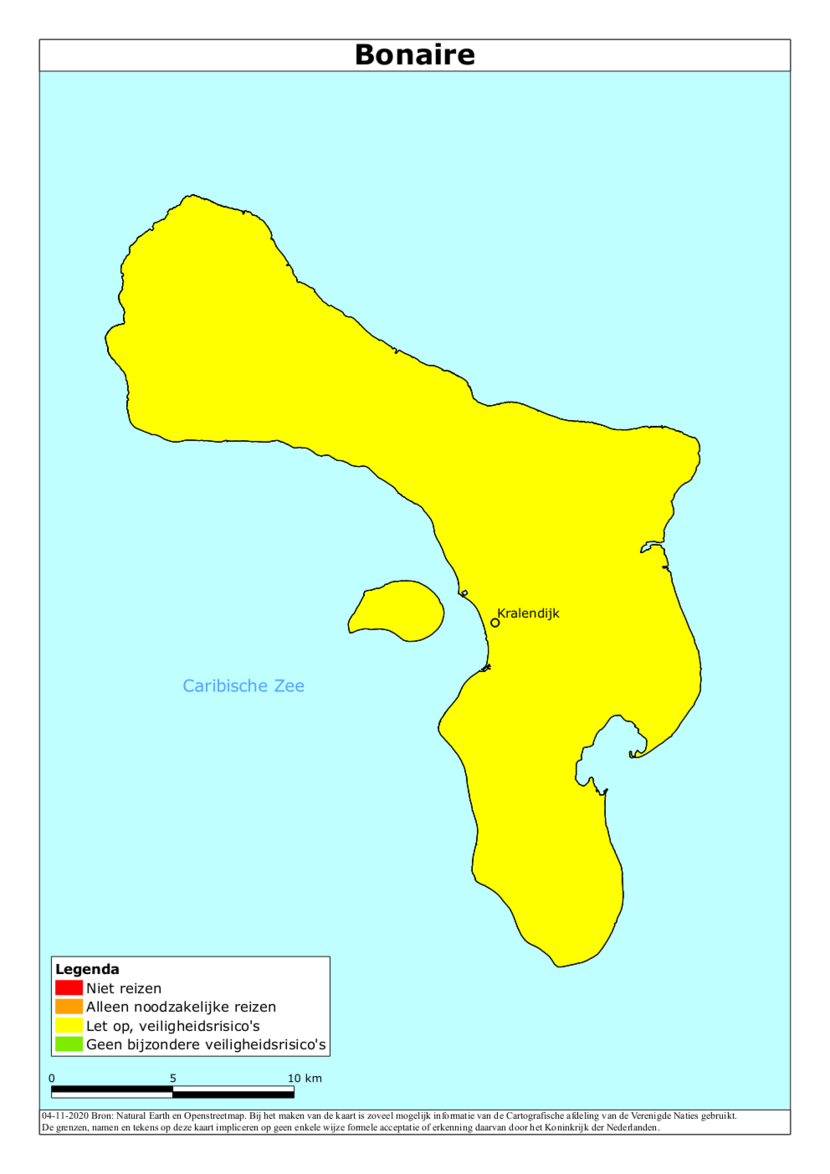 Bonaire
Kralendijk
Caribische Zee
Legenda
Niet reizen
Alleen noodzakelijke reizen
Let op, veiligheidsrisico's
Geen bijzondere veiligheidsrisico's
0 5 10 km
04-11-2020 Bron: Natural Earth en Openstreetmap. Bij het maken van de kaart is zoveel mogelijk informatie van de Cartografische afdeling van de Verenigde Naties gebruikt.
De grenzen, namen en tekens op deze kaart impliceren op geen enkele wijze formele acceptatie of erkenning daarvan door het Koninkrijk der Nederlanden.